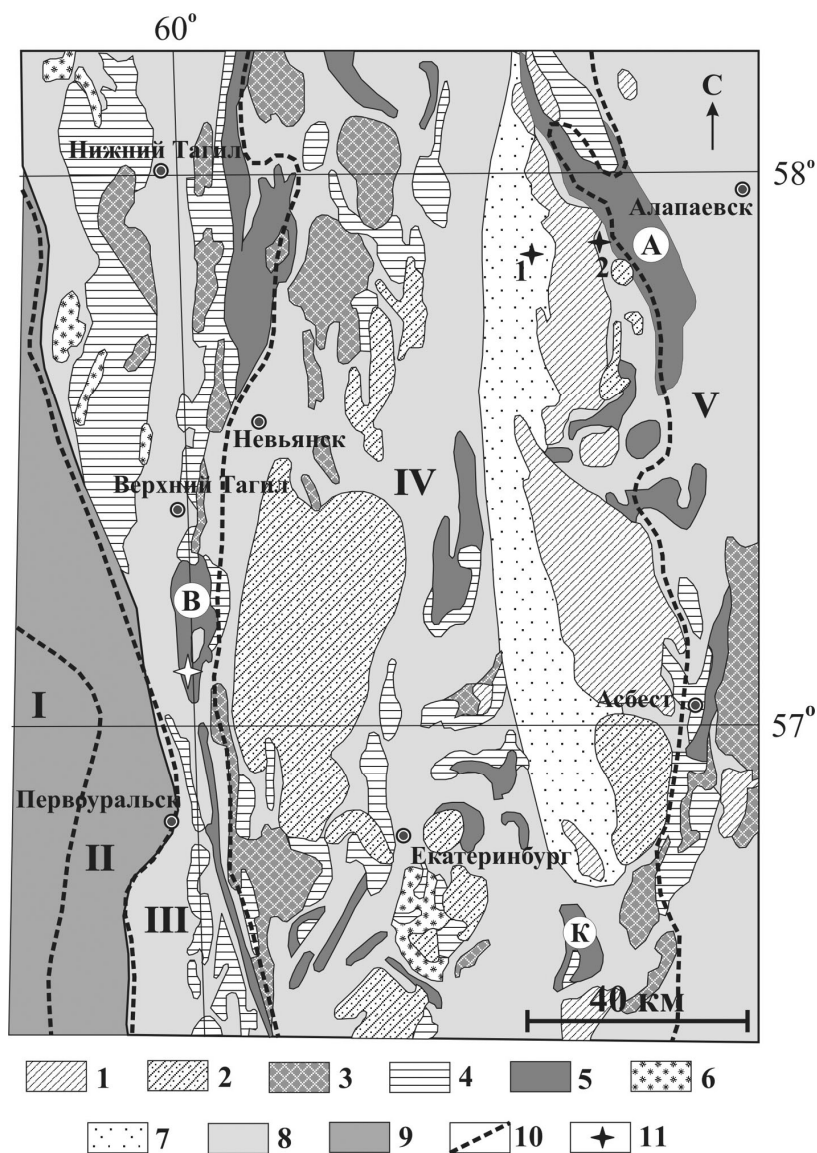 60°
С
Нижний Тагил
58°
Алапаевск
А
1
2
V
Невьянск
IV
Верхний Тагил
В
I
Асбест
57°
Первоуральск
II
Екатеринбург
III
К
40 км
1 2 3 4 5 6
7 8 9 10 11